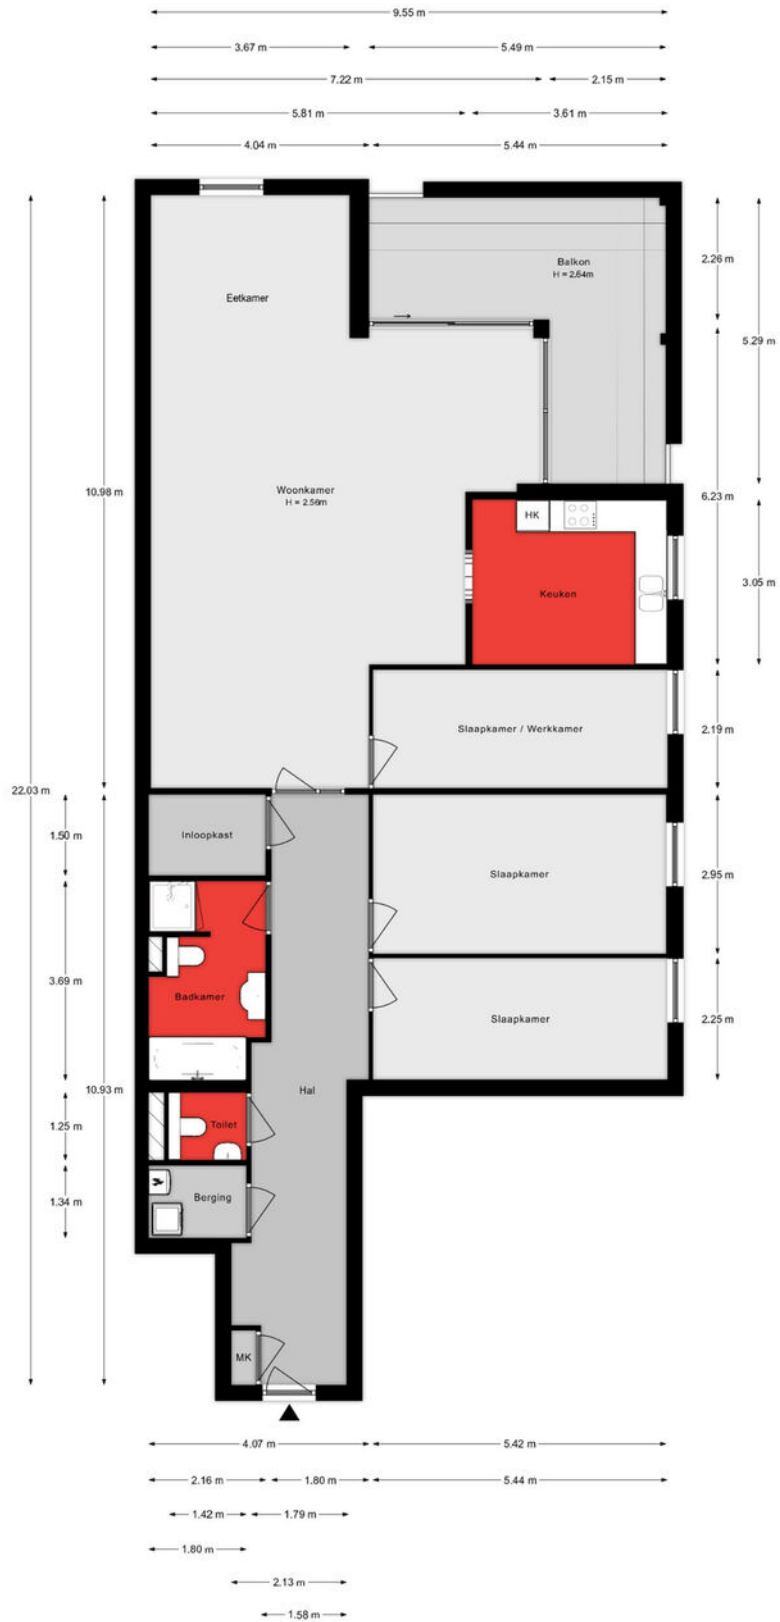 9.55 m
3.67 m
5.49 m
7.22 m
2.15 m
5.81 m
3.61 m
4.04 m
5.44 m
Balkon
H = 2.64m
2.26 m
Eetkamer
5.29 m
10.98 m
Woonkamer
H = 2.56m
6.23 m
HK
3.05 m
Keuken
Slaapkamer / Werkkamer
2.19 m
22.03 m
1.50 m
Inloopkast
Slaapkamer
2.95 m
3.69 m
Badkamer
Slaapkamer
2.25 m
10.93 m
Hal
1.25 m
Toilet
1.34 m
Berging
MK
4.07 m
5.42 m
2.16 m
1.80 m
5.44 m
1.42 m
1.79 m
1.80 m
2.13 m
1.58 m